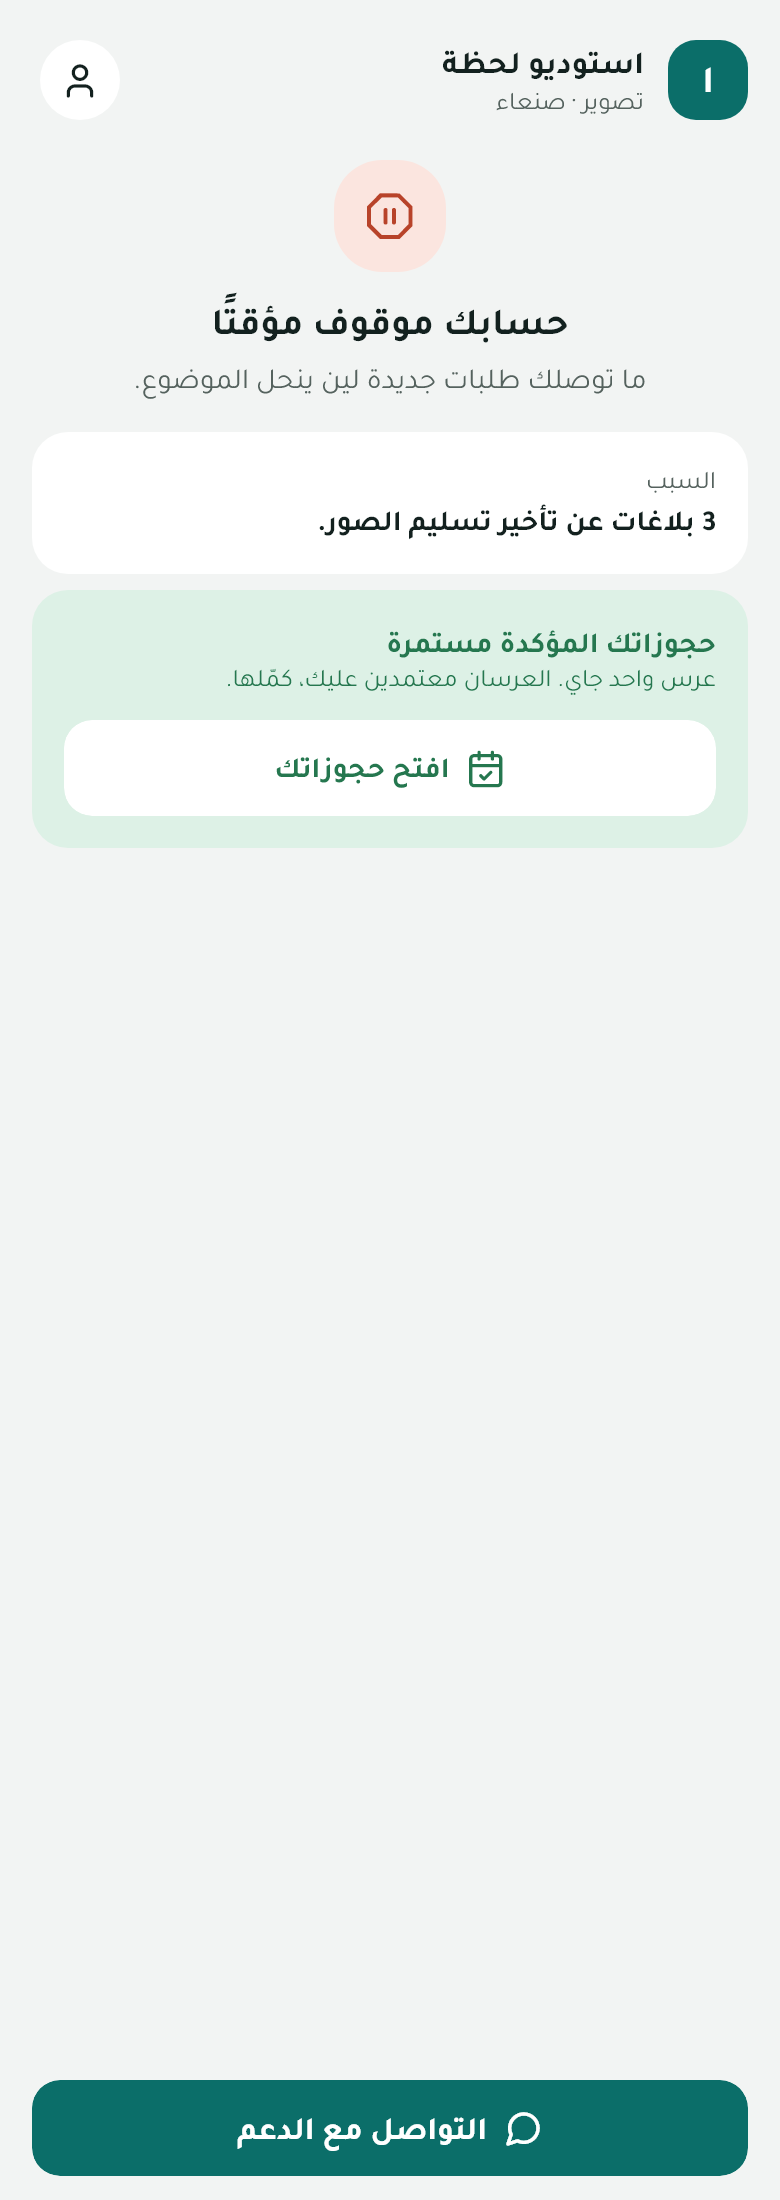 ا
استوديو لحظة
تصوير · صنعاء
حسابك موقوف مؤقتًا
ما توصلك طلبات جديدة لين ينحل الموضوع.
السبب
3 بلاغات عن تأخير تسليم الصور.
حجوزاتك المؤكدة مستمرة
عرس واحد جاي. العرسان معتمدين عليك، كمّلها.
افتح حجوزاتك
التواصل مع الدعم